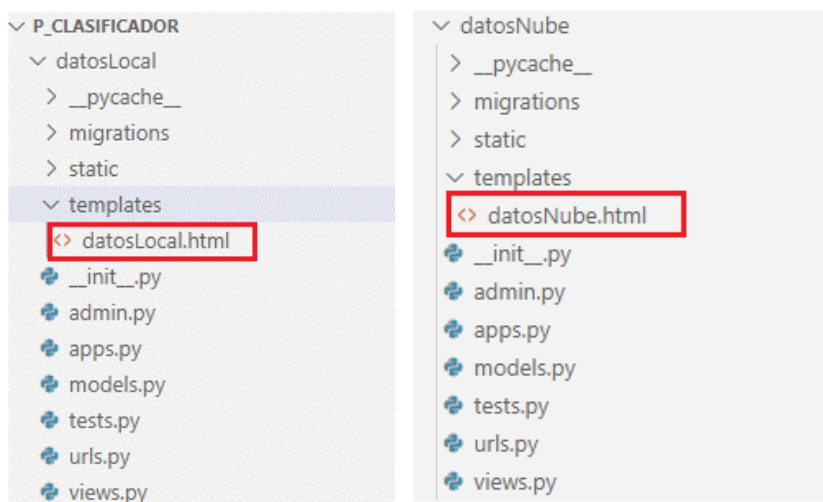 P_CLASIFICADOR
datosLocal
__pycache__
migrations
static
templates
datosLocal.html
__init__.py
admin.py
apps.py
models.py
tests.py
urls.py
views.py
datosNube
__pycache__
migrations
static
templates
datosNube.html
__init__.py
admin.py
apps.py
models.py
tests.py
urls.py
views.py